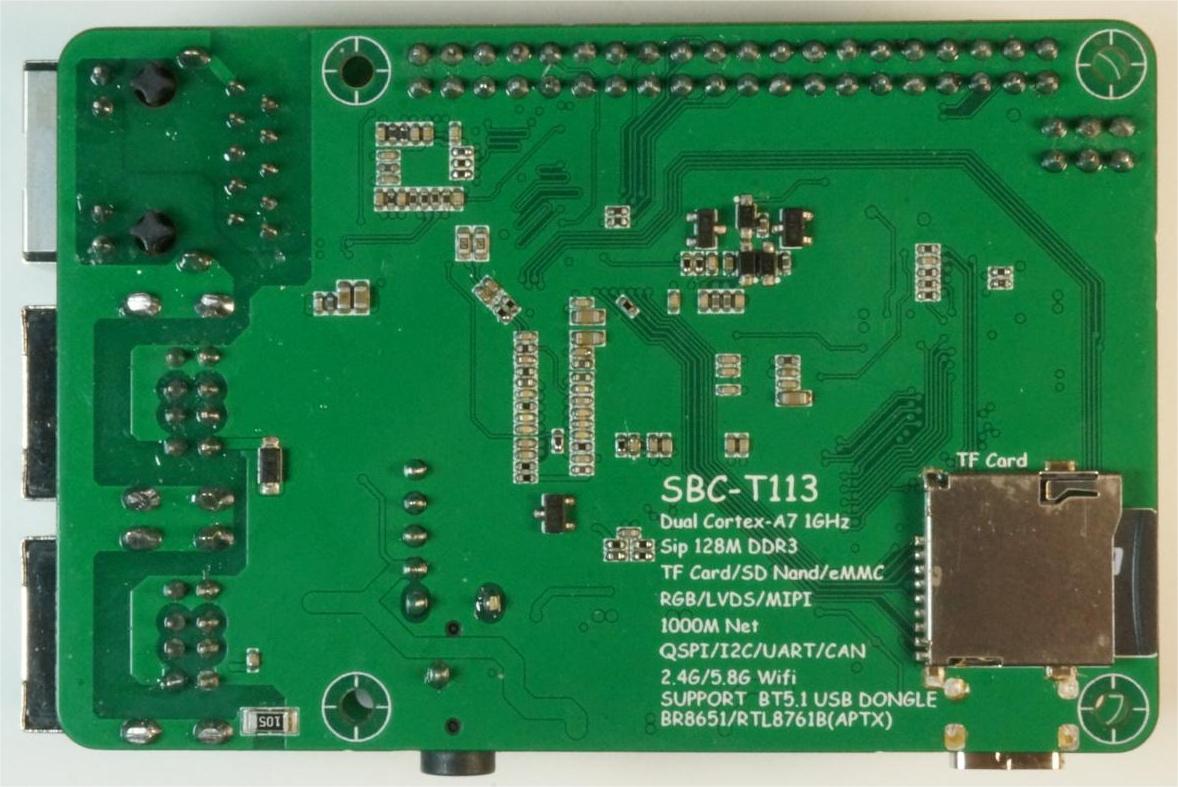 TF Card
SBC-T113
Dual Cortex-A7 1GHz
Sip 128M DDR3
TF Card/SD Nand/eMMC
RGB/LVDS/MIPI
1000M Net
QSPI/I2C/UART/CAN
2.4G/5.8G Wifi
SUPPORT BT5.1 USB DONGLE
BR8651/RTL8761B(APTX)
105